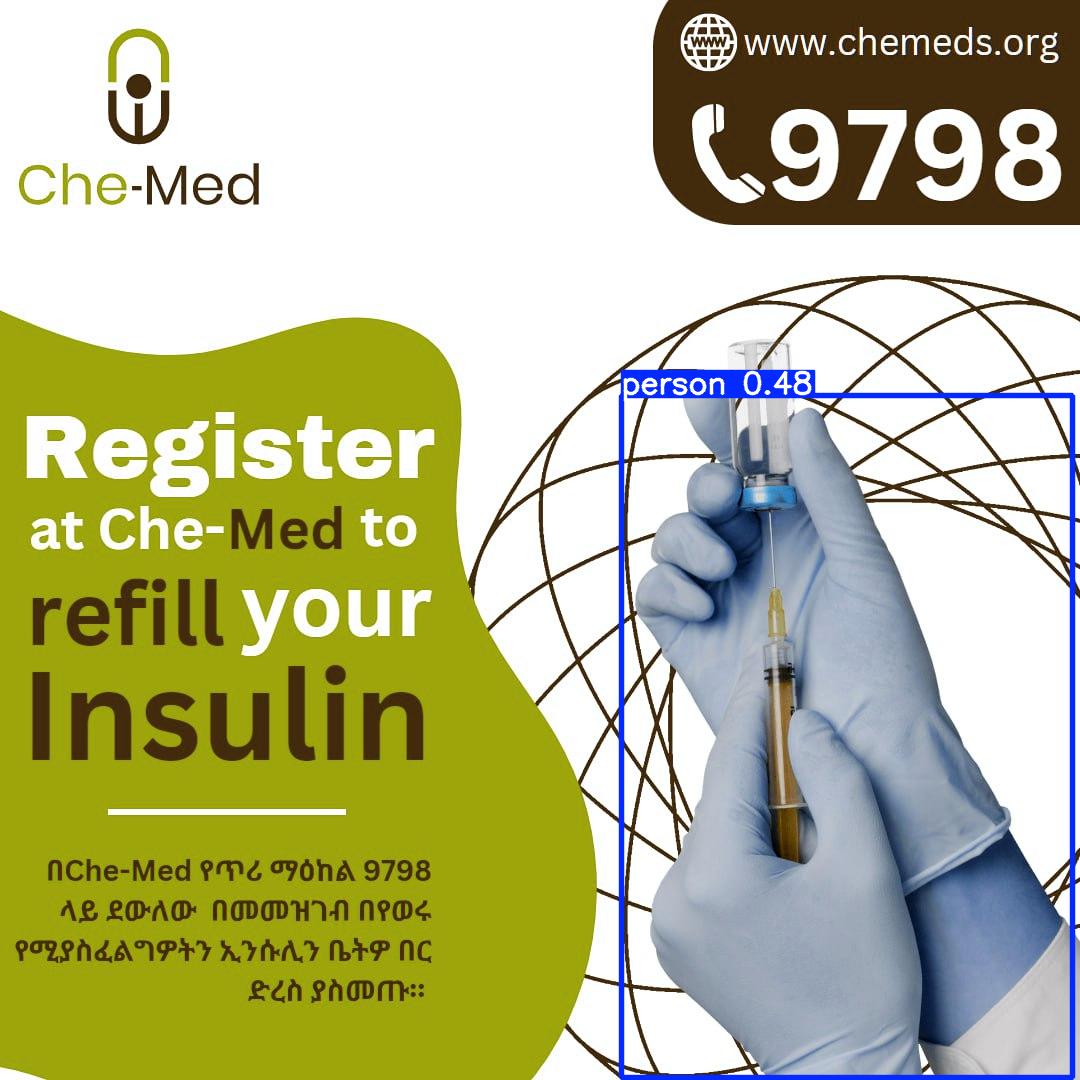 Che-Med
www
www.chemeds.org
9798
person 0.48
Register
at Che-Med to
refill your
Insulin
በChe-Med የጥሪ ማዕከል 9798
ላይ ደውለው በመመዝገብ በየወሩ
የሚያስፈልግዎትን ኢንሱሊን ቤትዎ በር
ድረስ ያስመጡ።